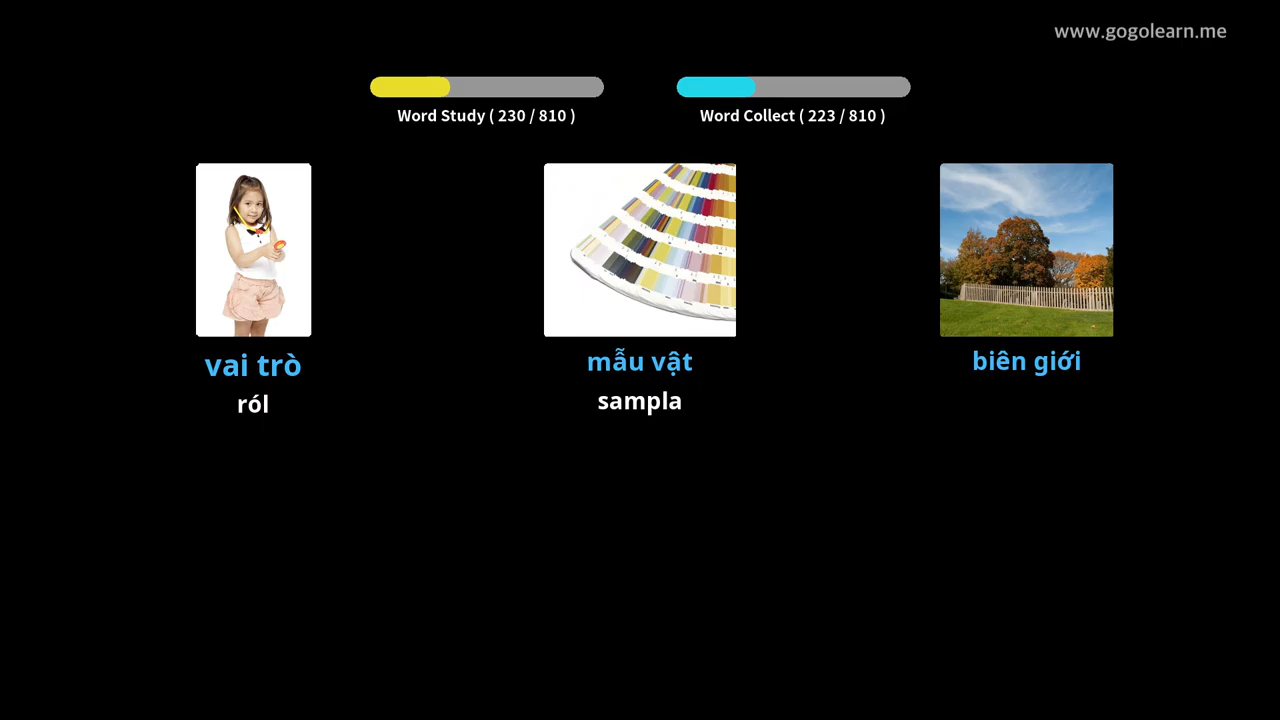 www.gogolearn.me
Word Study ( 230 / 810 )
Word Collect ( 223 / 810 )
vai trò
ról
mẫu vật
sampla
biên giới